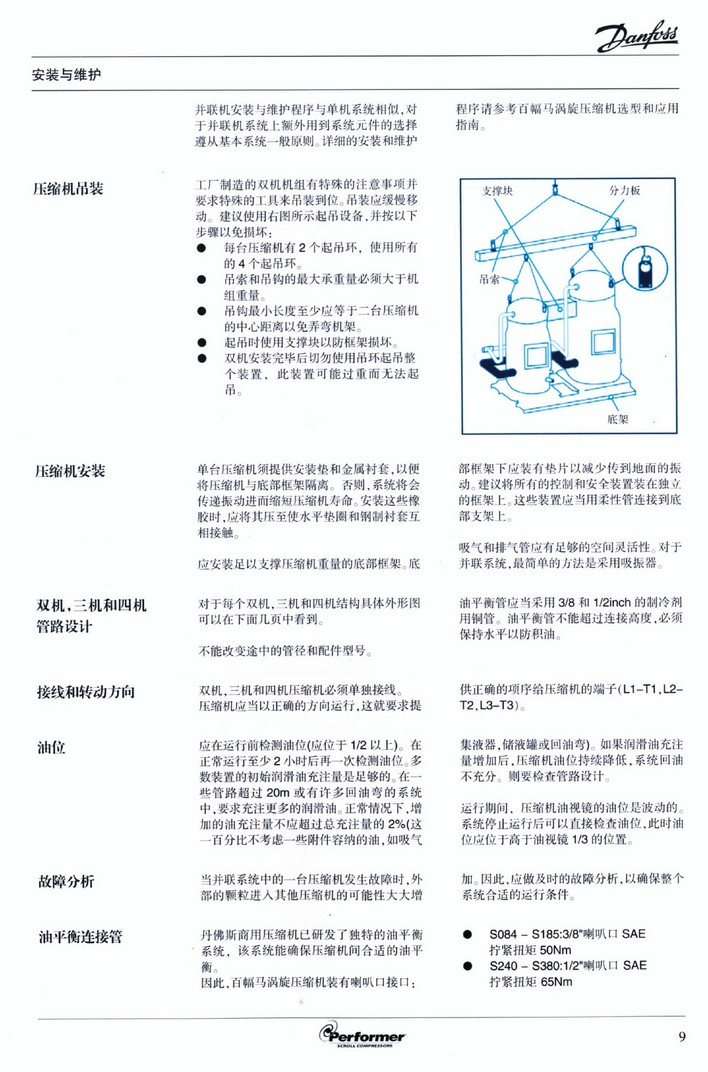 Danfoss
安装与维护
并联机安装与维护程序与单机系统相似,对
于并联机系统上额外用到系统元件的选择
遵从基本系统一般原则。详细的安装和维护
程序请参考百幅马涡旋压缩机选型和应用
指南。
压缩机吊装
工厂制造的双机机组有特殊的注意事项并
要求特殊的工具来吊装到位。吊装应缓慢移
动。建议使用右图所示起吊设备,并按以下
步骤以免损坏:
● 每台压缩机有 2 个起吊环，使用所有
的 4 个起吊环。
● 吊索和吊钩的最大承重量必须大于机
组重量。
● 吊钩最小长度至少应等于二台压缩机
的中心距离以免弄弯机架。
● 起吊时使用支撑块以防框架损坏。
● 双机安装完毕后切勿使用吊环起吊整
个装置，此装置可能过重而无法起
吊。
支撑块
分力板
吊索
底架
压缩机安装
单台压缩机须提供安装垫和金属衬套,以便
将压缩机与底部框架隔离。否则,系统将会
传递振动进而缩短压缩机寿命。安装这些橡
胶时,应将其压至使水平垫圈和钢制衬套互
相接触。
应安装足以支撑压缩机重量的底部框架。底
部框架下应装有垫片以减少传到地面的振
动。建议将所有的控制和安全装置装在独立
的框架上。这些装置应当用柔性管连接到底
部支架上。
吸气和排气管应有足够的空间灵活性。对于
并联系统,最简单的方法是采用吸振器。
双机,三机和四机
管路设计
对于每个双机,三机和四机结构具体外形图
可以在下面几页中看到。
不能改变途中的管径和配件型号。
油平衡管应当采用 3/8 和 1/2inch 的制冷剂
用铜管。油平衡管不能超过连接高度,必须
保持水平以防积油。
接线和转动方向
双机,三机和四机压缩机必须单独接线。
压缩机应当以正确的方向运行,这就要求提
供正确的项序给压缩机的端子(L1-T1,L2-
T2,L3-T3)。
油位
应在运行前检测油位(应位于 1/2 以上)。在
正常运行至少 2 小时后再一次检测油位。多
数装置的初始润滑油充注量是足够的。在一
些管路超过 20m 或有许多回油弯的系统
中,要求充注更多的润滑油。正常情况下,增
加的油充注量不应超过总充注量的 2%(这
一百分比不考虑一些附件容纳的油,如吸气
集液器,储液罐或回油弯)。如果润滑油充注
量增加后,压缩机油位持续降低,系统回油
不充分。则要检查管路设计。
运行期间，压缩机油视镜的油位是波动的。
系统停止运行后可以直接检查油位,此时油
位应位于高于油视镜 1/3 的位置。
故障分析
当并联系统中的一台压缩机发生故障时,外
部的颗粒进入其他压缩机的可能性大大增
加。因此,应做及时的故障分析,以确保整个
系统合适的运行条件。
油平衡连接管
丹佛斯商用压缩机已研发了独特的油平衡
系统，该系统能确保压缩机间合适的油平
衡。
因此,百幅马涡旋压缩机装有喇叭口接口:
● S084 - S185:3/8"喇叭口 SAE
拧紧扭矩 50Nm
● S240 - S380:1/2"喇叭口 SAE
拧紧扭矩 65Nm
Performer
SCROLL COMPRESSORS
9